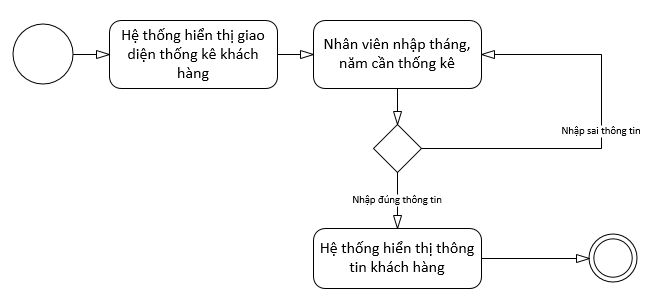 Hệ thống hiển thị giao
diện thống kê khách
hàng
Nhân viên nhập tháng,
năm cần thống kê
Nhập sai thông tin
Nhập đúng thông tin
Hệ thống hiển thị thông
tin khách hàng